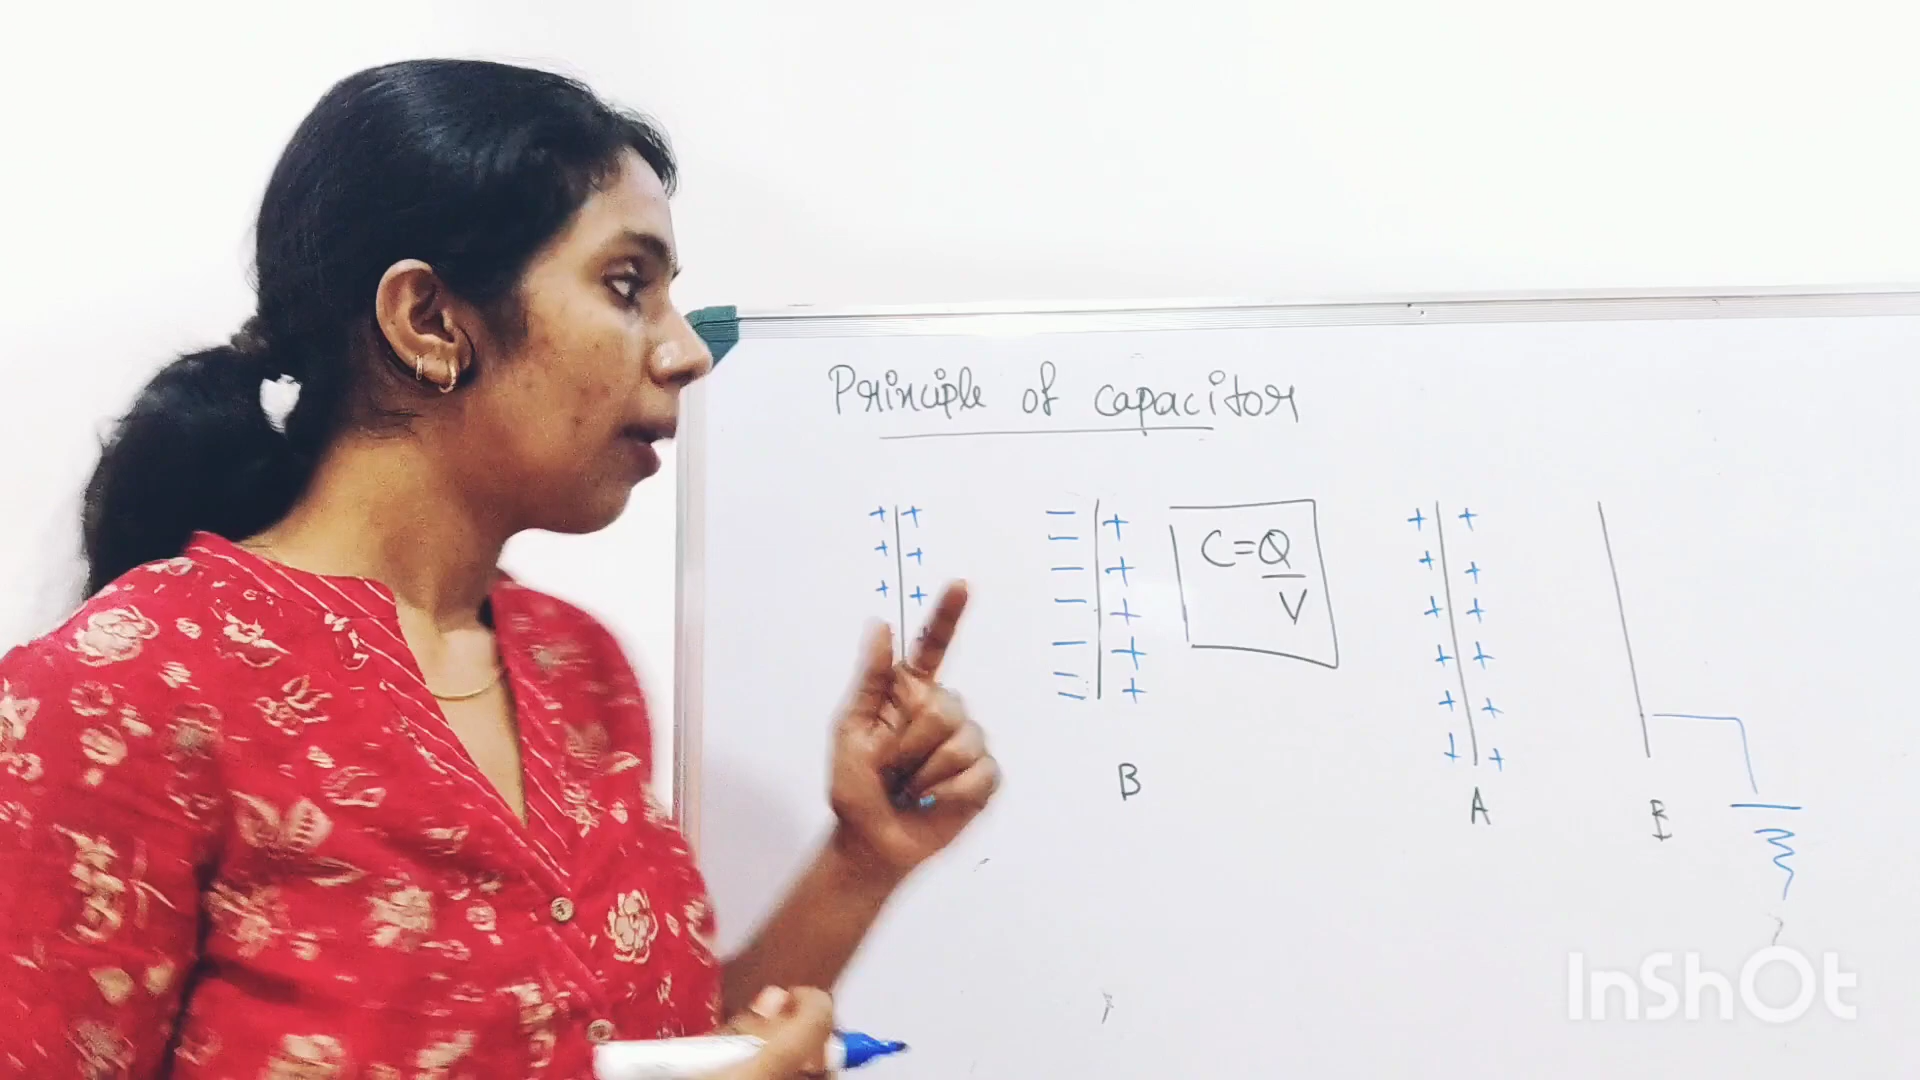 Principle of capacitor
+ + − + + +
+ + − + + +
+ + − + + +
− + + +
− + + +
− + + +
−
C=Q
V
B
A
B
InShOt